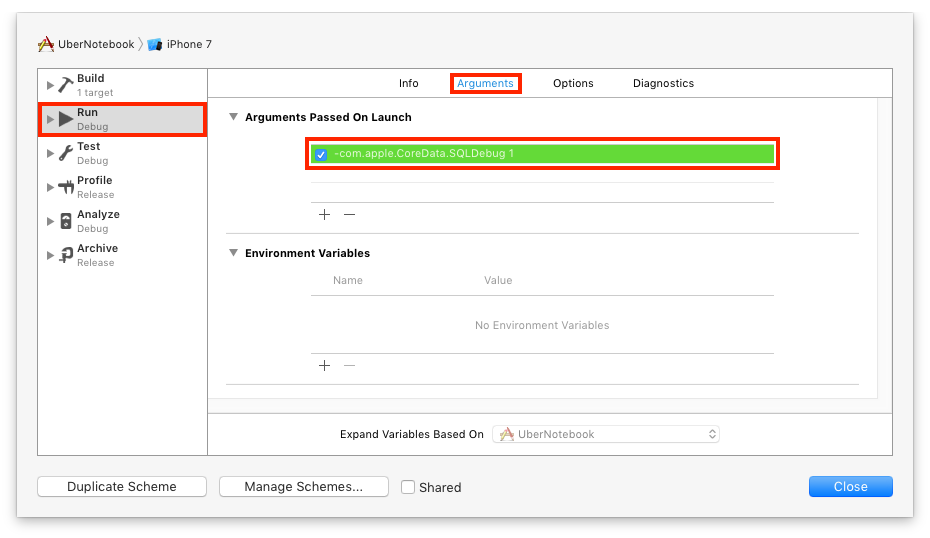 UberNotebook iPhone 7
Build
1 target
Run
Debug
Test
Debug
Profile
Release
Analyze
Debug
Archive
Release
Info Arguments Options Diagnostics
Arguments Passed On Launch
-com.apple.CoreData.SQLDebug 1
Environment Variables
Name Value
No Environment Variables
Expand Variables Based On UberNotebook
Duplicate Scheme Manage Schemes... Shared Close